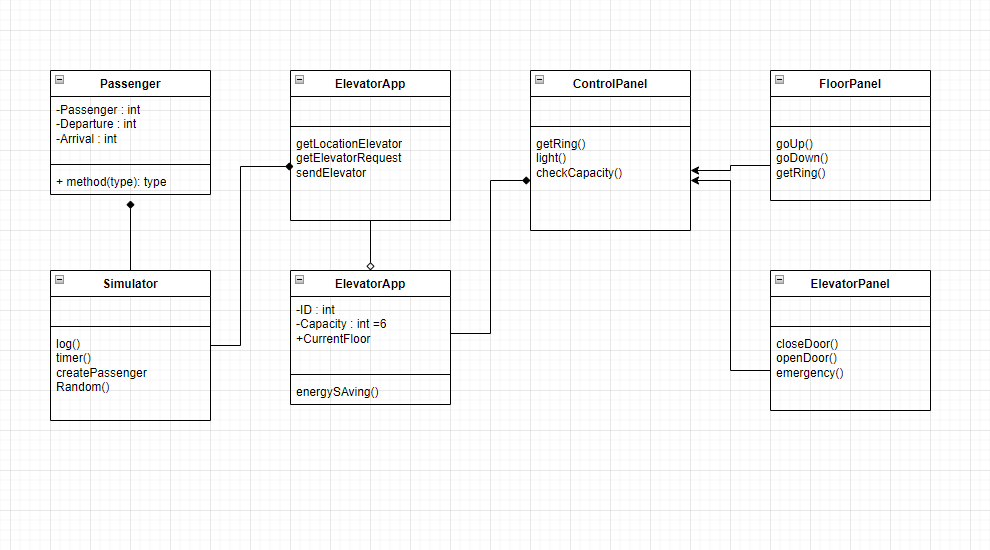 Passenger
-Passenger : int
-Departure : int
-Arrival : int
+ method(type): type
ElevatorApp
getLocationElevator
getElevatorRequest
sendElevator
ControlPanel
getRing()
light()
checkCapacity()
FloorPanel
goUp()
goDown()
getRing()
Simulator
log()
timer()
createPassenger
Random()
ElevatorApp
-ID : int
-Capacity : int =6
+CurrentFloor
energySAving()
ElevatorPanel
closeDoor()
openDoor()
emergency()